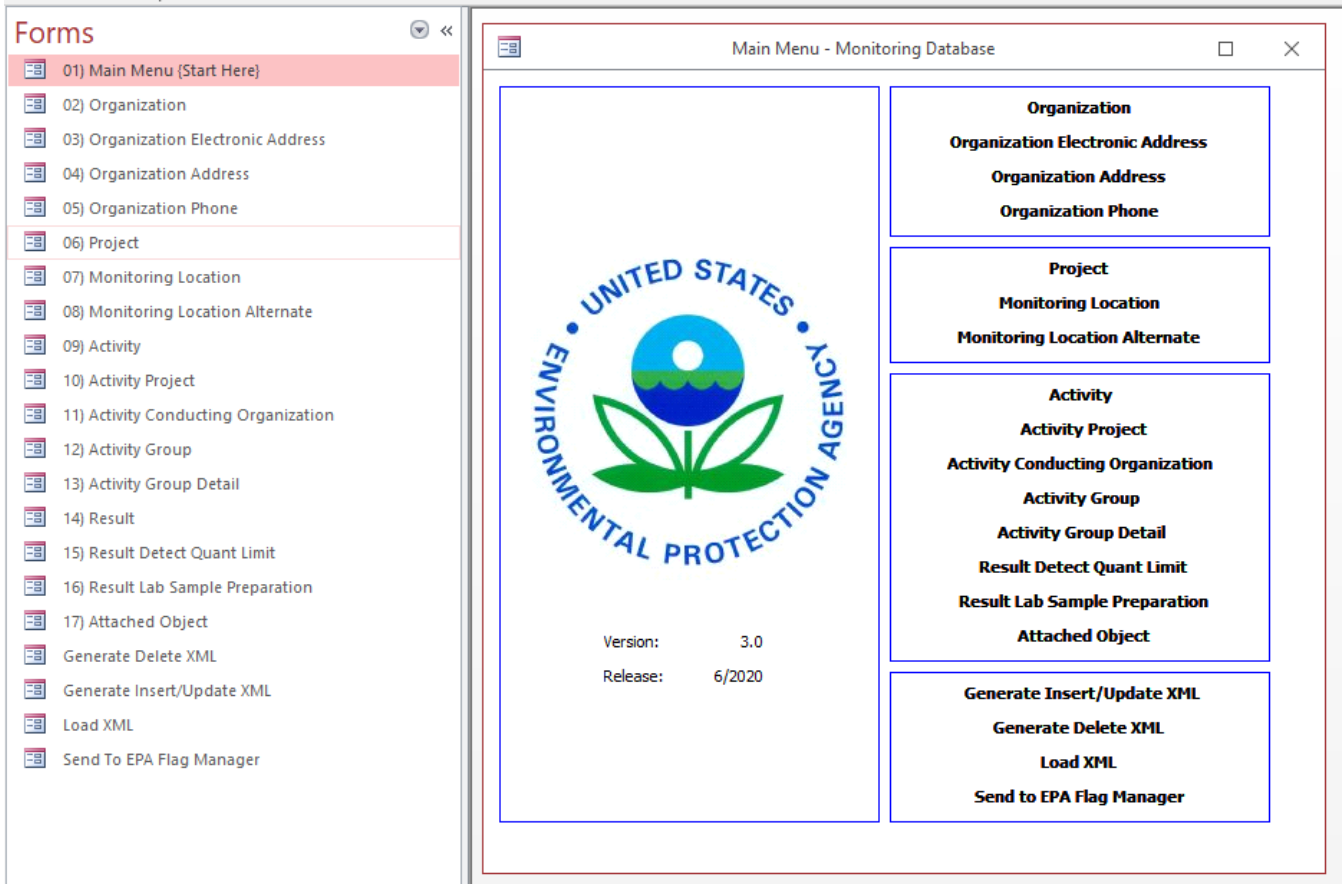 Forms
01) Main Menu {Start Here}
02) Organization
03) Organization Electronic Address
04) Organization Address
05) Organization Phone
06) Project
07) Monitoring Location
08) Monitoring Location Alternate
09) Activity
10) Activity Project
11) Activity Conducting Organization
12) Activity Group
13) Activity Group Detail
14) Result
15) Result Detect Quant Limit
16) Result Lab Sample Preparation
17) Attached Object
Generate Delete XML
Generate Insert/Update XML
Load XML
Send To EPA Flag Manager
Main Menu - Monitoring Database
UNITED STATES
ENVIRONMENTAL PROTECTION AGENCY
Version: 3.0
Release: 6/2020
Organization
Organization Electronic Address
Organization Address
Organization Phone
Project
Monitoring Location
Monitoring Location Alternate
Activity
Activity Project
Activity Conducting Organization
Activity Group
Activity Group Detail
Result Detect Quant Limit
Result Lab Sample Preparation
Attached Object
Generate Insert/Update XML
Generate Delete XML
Load XML
Send to EPA Flag Manager